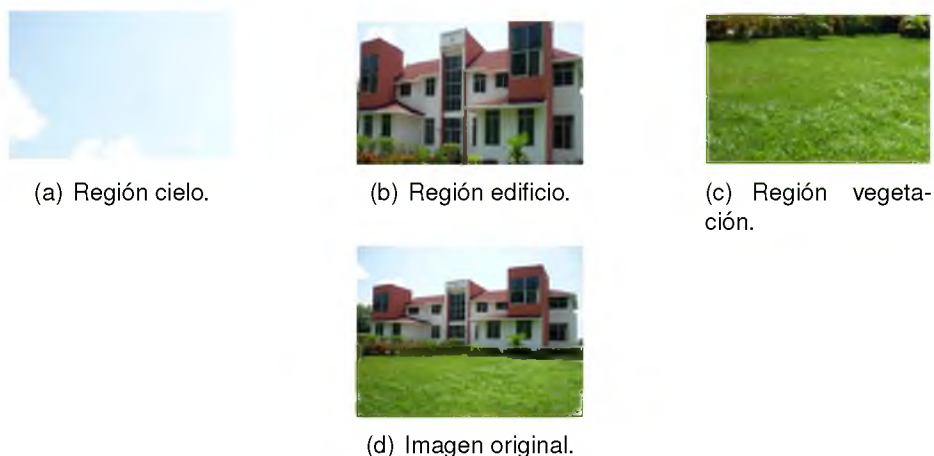 (a) Región cielo.
(b) Región edificio.
(c) Región vegeta-
ción.
(d) Imagen original.